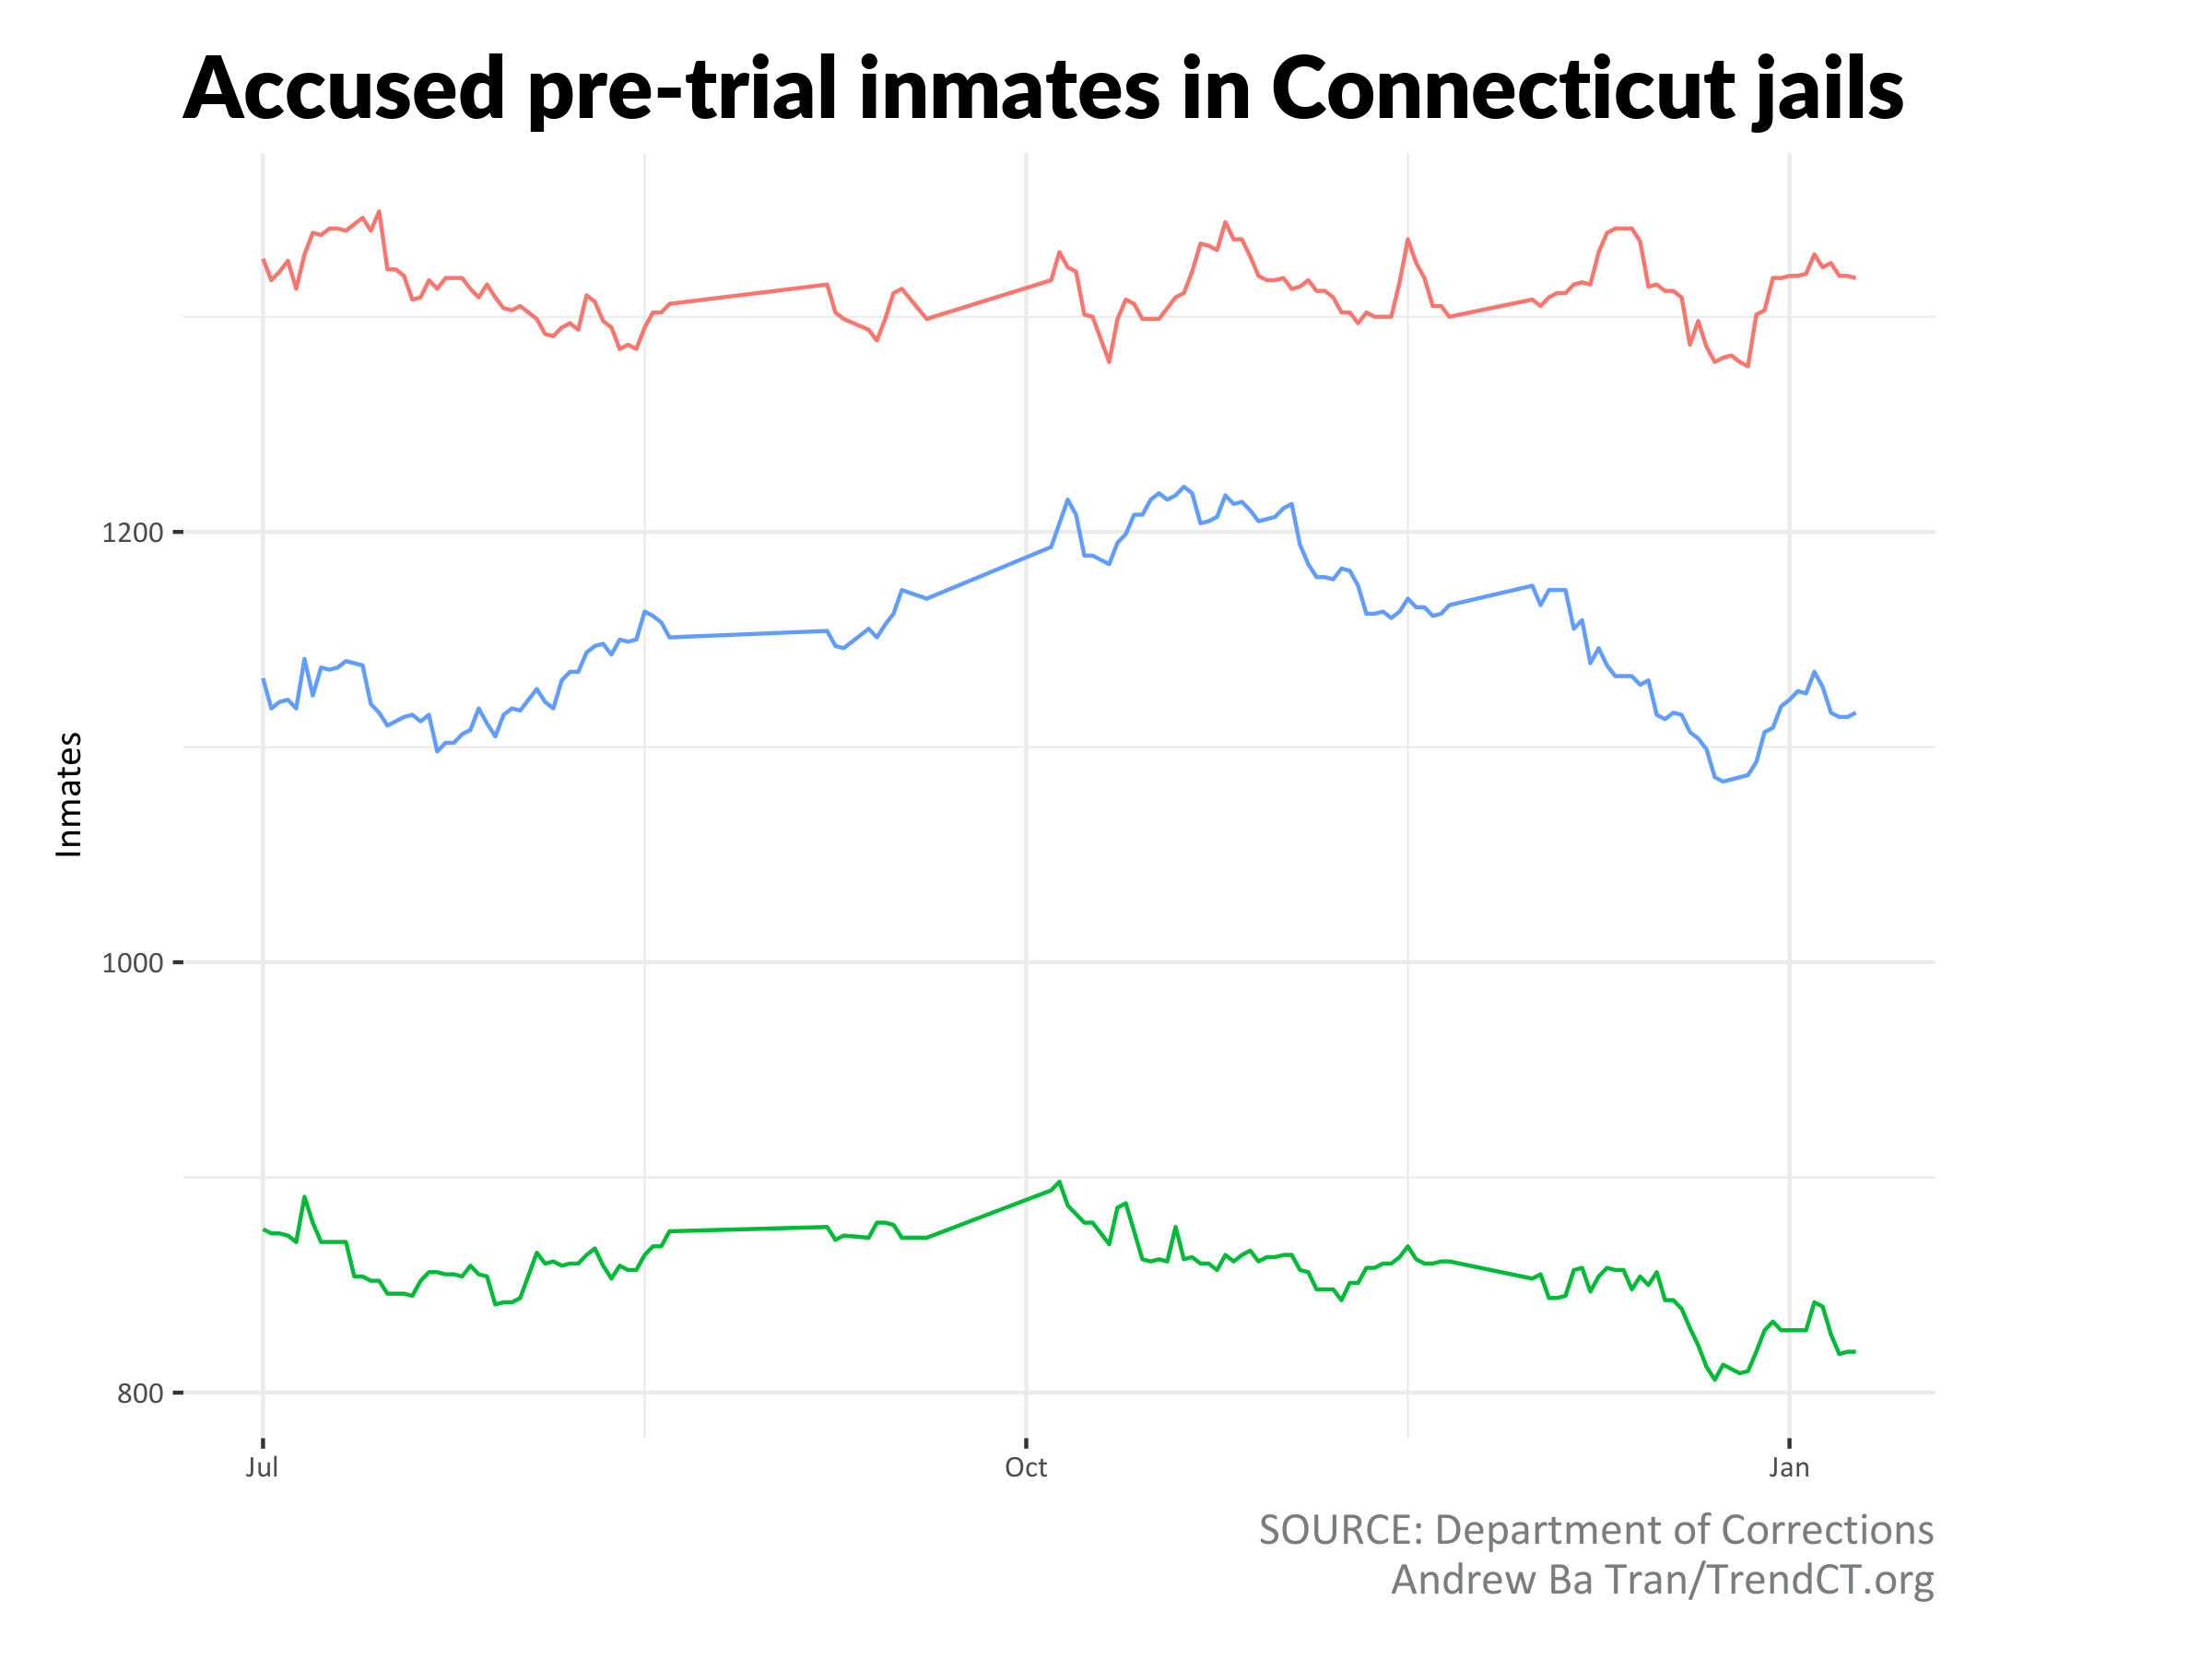 Accused pre-trial inmates in Connecticut jails
Inmates
1200
1000
800
Jul
Oct
Jan
SOURCE: Department of Corrections
Andrew Ba Tran/TrendCT.org